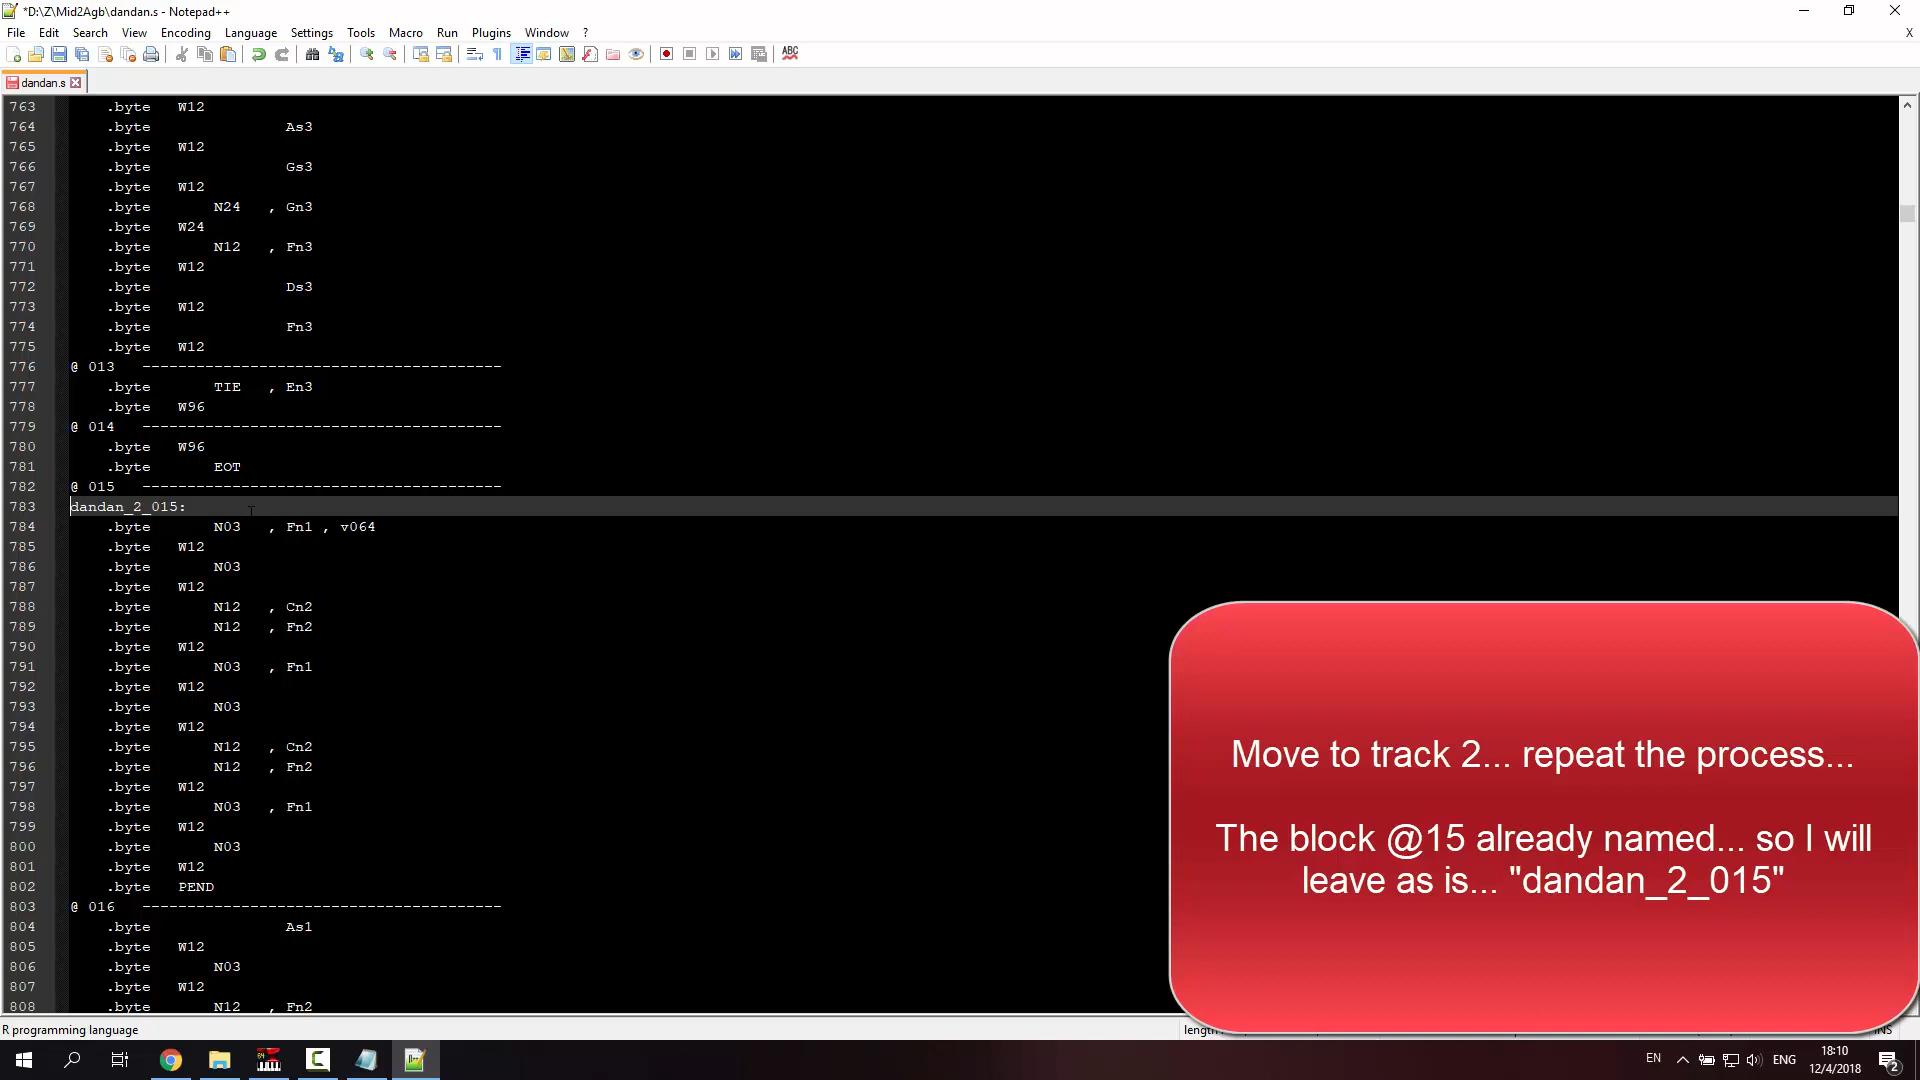 *D:\Z\Mid2Agb\dandan.s - Notepad++
File Edit Search View Encoding Language Settings Tools Macro Run Plugins Window ? X
dandan.s
763 .byte W12
764 .byte As3
765 .byte W12
766 .byte Gs3
767 .byte W12
768 .byte N24 , Gn3
769 .byte W24
770 .byte N12 , Fn3
771 .byte W12
772 .byte Ds3
773 .byte W12
774 .byte Fn3
775 .byte W12
776 @ 013 ----------------------------------------
777 .byte TIE , En3
778 .byte W96
779 @ 014 ----------------------------------------
780 .byte W96
781 .byte EOT
782 @ 015 ----------------------------------------
783 dandan_2_015:
784 .byte N03 , Fn1 , v064
785 .byte W12
786 .byte N03
787 .byte W12
788 .byte N12 , Cn2
789 .byte N12 , Fn2
790 .byte W12
791 .byte N03 , Fn1
792 .byte W12
793 .byte N03
794 .byte W12
795 .byte N12 , Cn2
796 .byte N12 , Fn2
797 .byte W12
798 .byte N03 , Fn1
799 .byte W12
800 .byte N03
801 .byte W12
802 .byte PEND
803 @ 016 ----------------------------------------
804 .byte As1
805 .byte W12
806 .byte N03
807 .byte W12
808 .byte N12 , Fn2
Move to track 2... repeat the process...
The block @15 already named... so I will
leave as is... "dandan_2_015"
R programming language
EN ENG 18:10
12/4/2018 2